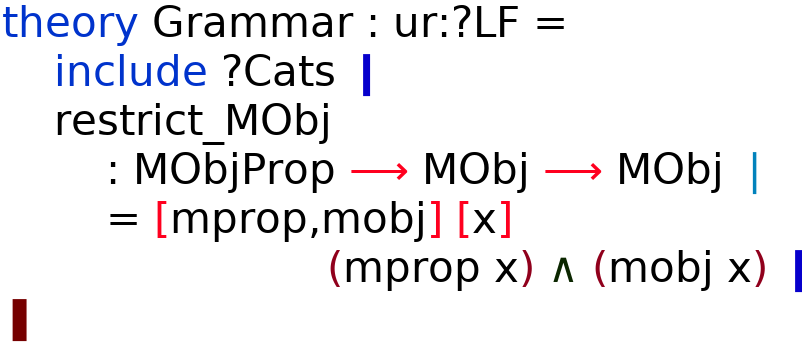 theory Grammar : ur:?LF =
include ?Cats ❙
restrict_MObj
: MObjProp ⟶ MObj ⟶ MObj ❘
= [mprop,mobj] [x]
(mprop x) ∧ (mobj x) ❙
❚